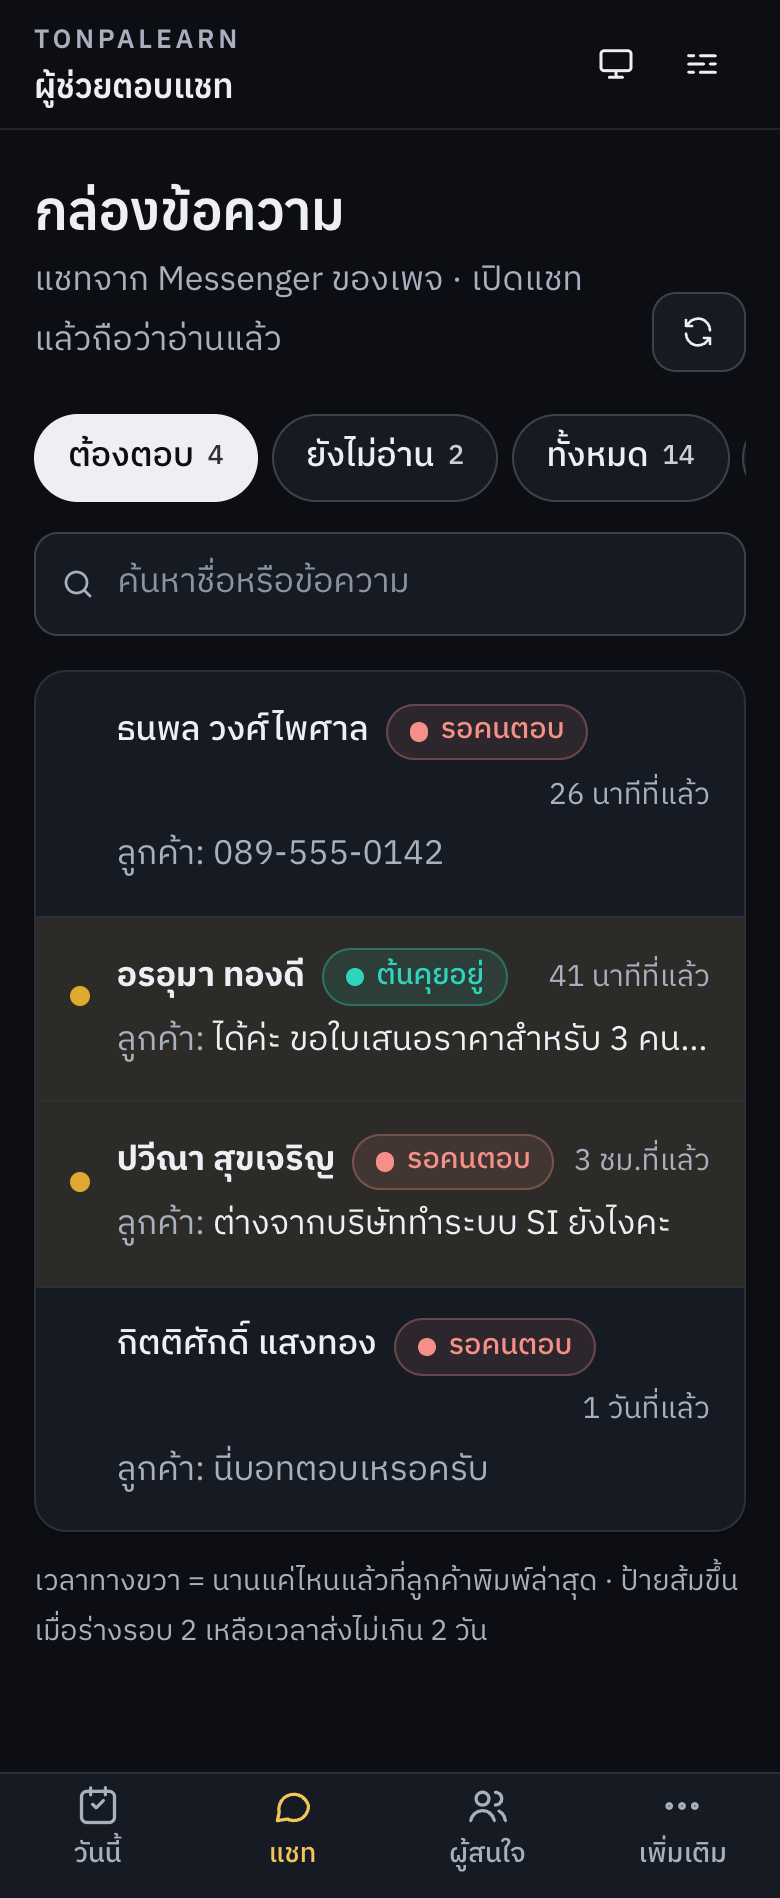 TONPALEARN
ผู้ช่วยตอบแชท
กล่องข้อความ
แชทจาก Messenger ของเพจ · เปิดแชท
แล้วถือว่าอ่านแล้ว
ต้องตอบ 4
ยังไม่อ่าน 2
ทั้งหมด 14
ค้นหาชื่อหรือข้อความ
ธนพล วงศ์ไพศาล รอคนตอบ
26 นาทีที่แล้ว
ลูกค้า: 089-555-0142
อรอุมา ทองดี ต้นคุยอยู่ 41 นาทีที่แล้ว
ลูกค้า: ได้ค่ะ ขอใบเสนอราคาสำหรับ 3 คน...
ปวีณา สุขเจริญ รอคนตอบ 3 ชม.ที่แล้ว
ลูกค้า: ต่างจากบริษัททำระบบ SI ยังไงคะ
กิตติศักดิ์ แสงทอง รอคนตอบ
1 วันที่แล้ว
ลูกค้า: นี่บอทตอบเหรอครับ
เวลาทางขวา = นานแค่ไหนแล้วที่ลูกค้าพิมพ์ล่าสุด · ป้ายส้มขึ้น
เมื่อร่างรอบ 2 เหลือเวลาส่งไม่เกิน 2 วัน
วันนี้
แชท
ผู้สนใจ
เพิ่มเติม